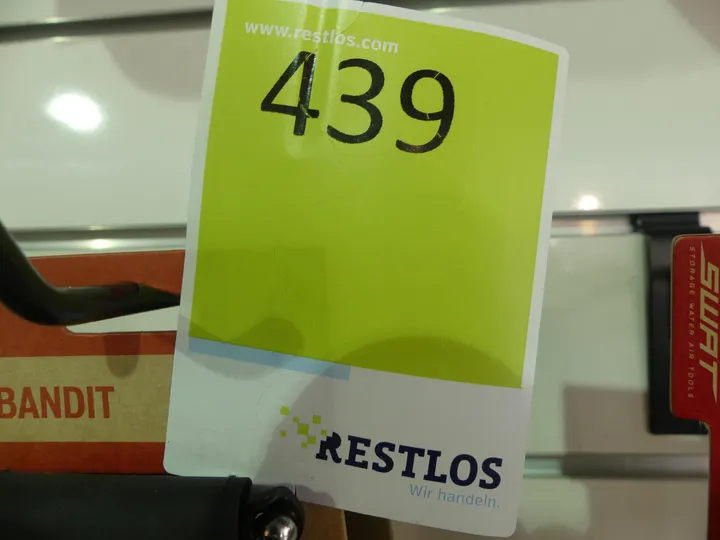 www.restlos.com
439
BANDIT
RESTLOS
Wir handeln.
SWAT
STORAGE WATER AIR TOOLS